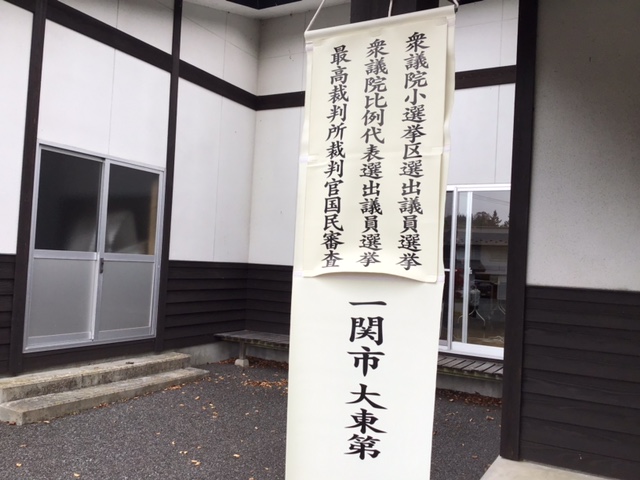 衆議院小選挙区選出議員選挙
衆議院比例代表選出議員選挙
最高裁判所裁判官国民審査
一関市大東第